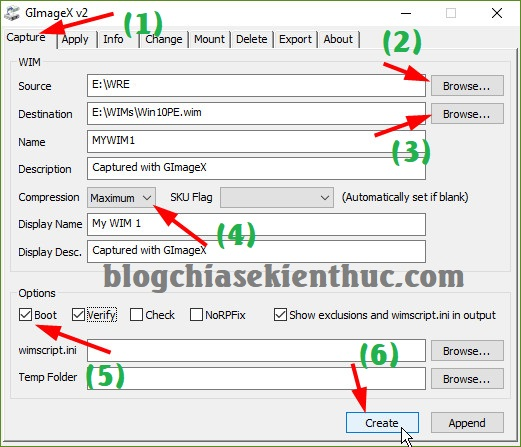 GImageX v2
Capture Apply Info Change Mount Delete Export About
(1)
WIM
(2)
Source E:\WRE Browse...
Destination E:\WIMs\Win10PE.wim Browse...
(3)
Name MYWIM1
Description Captured with GImageX
Compression Maximum SKU Flag (Automatically set if blank)
(4)
Display Name My WIM 1
Display Desc. Captured with GImageX
blogchiasekienthuc.com
Options
Boot Verify Check NoRPFix Show exclusions and wimscript.ini in output
(6)
wimscript.ini Browse...
Temp Folder Browse...
(5)
Create Append